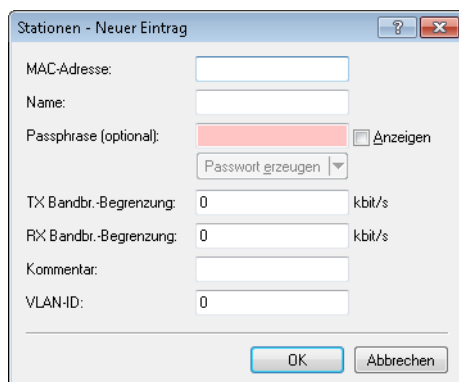 Stationen - Neuer Eintrag
MAC-Adresse:
Name:
Passphrase (optional): Anzeigen
Passwort erzeugen
TX Bandbr.-Begrenzung: 0 kbit/s
RX Bandbr.-Begrenzung: 0 kbit/s
Kommentar:
VLAN-ID: 0
OK Abbrechen